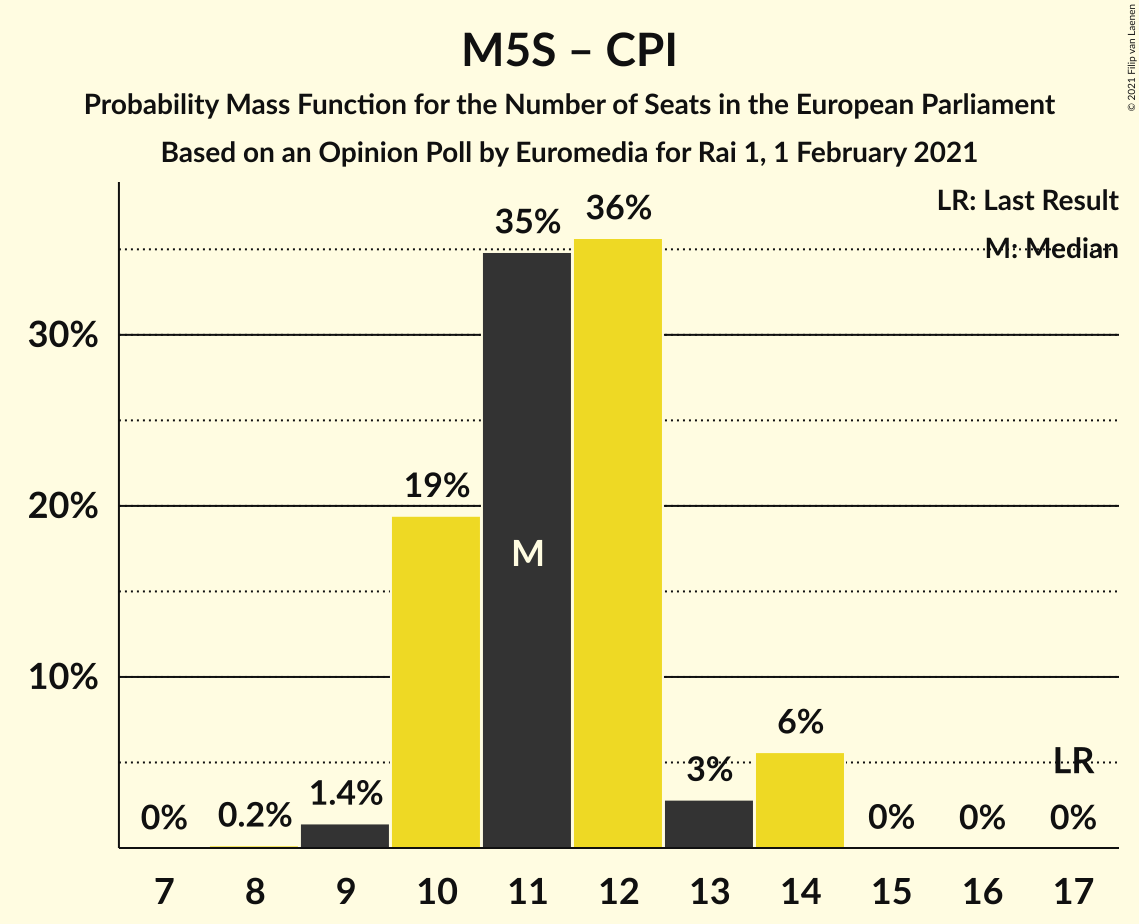 M5S – CPI
Probability Mass Function for the Number of Seats in the European Parliament
Based on an Opinion Poll by Euromedia for Rai 1, 1 February 2021
© 2021 Filip van Laenen
LR: Last Result
M: Median
30%
20%
10%
0%
0.2%
1.4%
19%
35%
36%
3%
6%
0%
0%
0%
M
LR
7 8 9 10 11 12 13 14 15 16 17